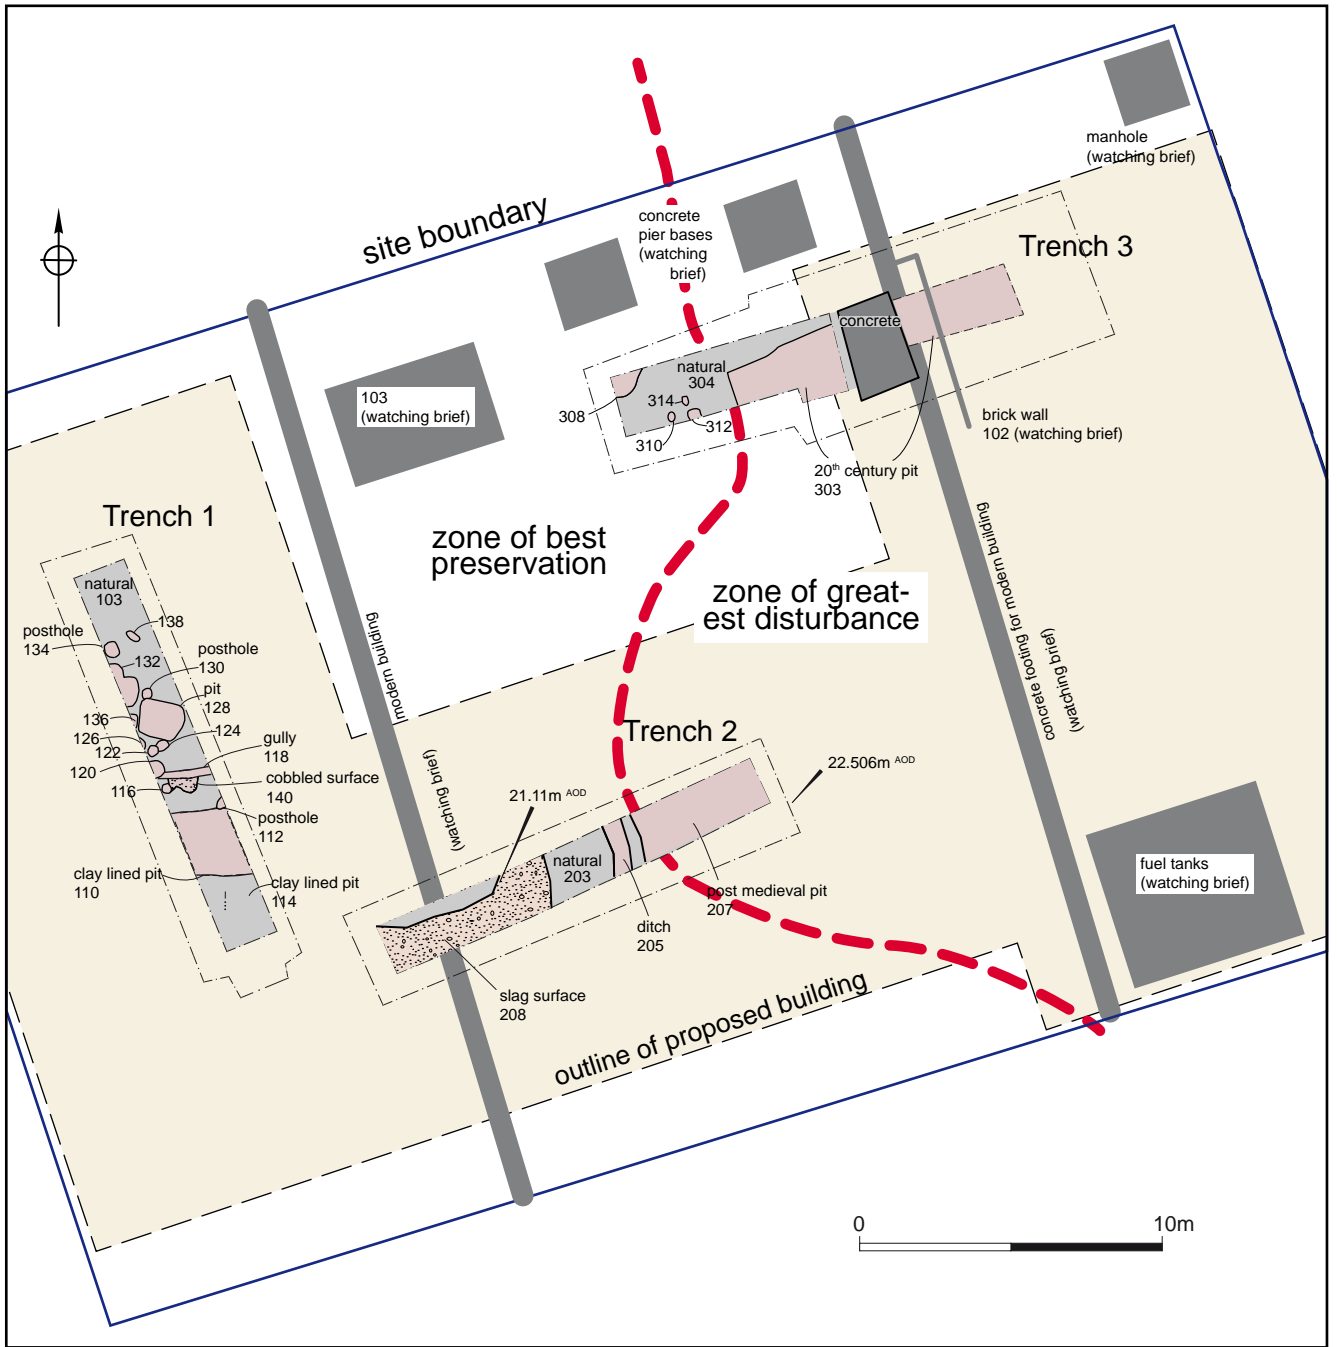 site boundary
concrete
pier bases
(watching
brief)
manhole
(watching brief)
Trench 3
concrete
natural
304
308
314
312
310
103
(watching brief)
brick wall
102 (watching brief)
20th century pit
303
Trench 1
zone of best
preservation
zone of great-
est disturbance
natural
103
138
posthole
134
132
posthole
130
pit
128
136
126
122
124
gully
118
120
cobbled surface
140
116
posthole
112
clay lined pit
110
clay lined pit
114
modern building
(watching brief)
concrete footing for modern building
(watching brief)
Trench 2
22.506m AOD
21.11m AOD
natural
203
post medieval pit
207
ditch
205
slag surface
208
fuel tanks
(watching brief)
outline of proposed building
0 10m